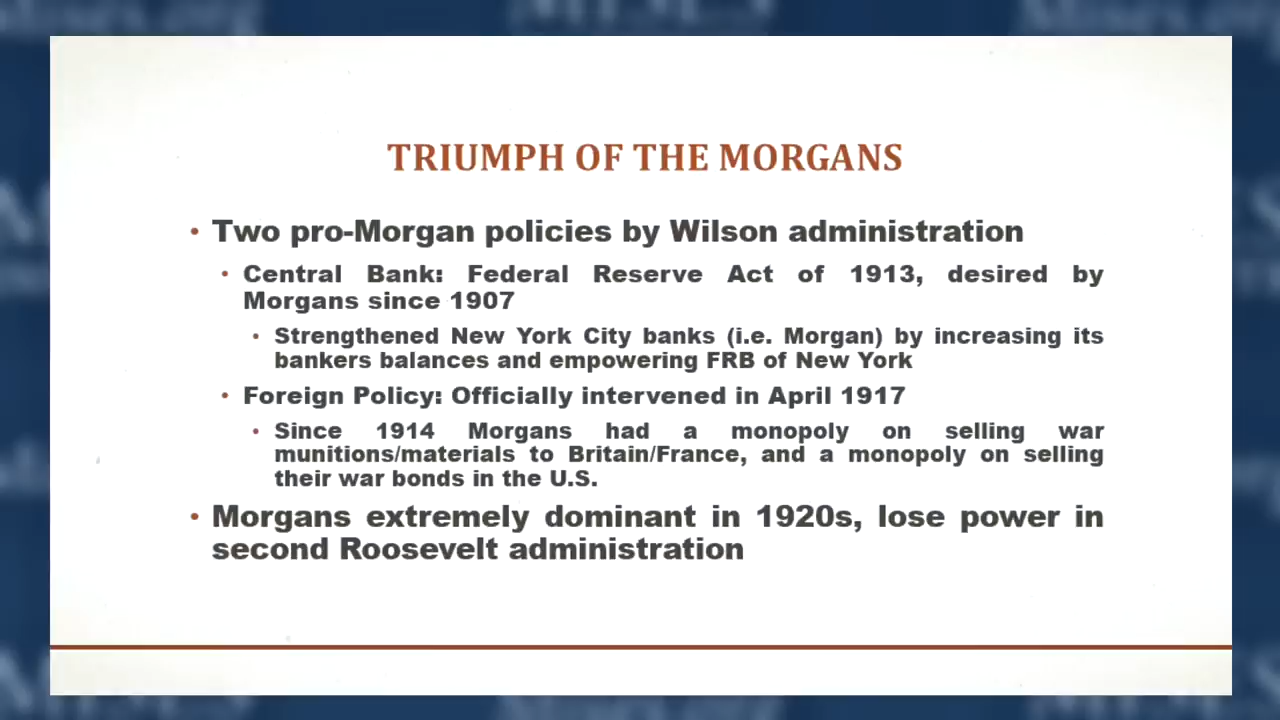 TRIUMPH OF THE MORGANS
• Two pro-Morgan policies by Wilson administration
• Central Bank: Federal Reserve Act of 1913, desired by
Morgans since 1907
• Strengthened New York City banks (i.e. Morgan) by increasing its
bankers balances and empowering FRB of New York
• Foreign Policy: Officially intervened in April 1917
• Since 1914 Morgans had a monopoly on selling war
munitions/materials to Britain/France, and a monopoly on selling
their war bonds in the U.S.
• Morgans extremely dominant in 1920s, lose power in
second Roosevelt administration